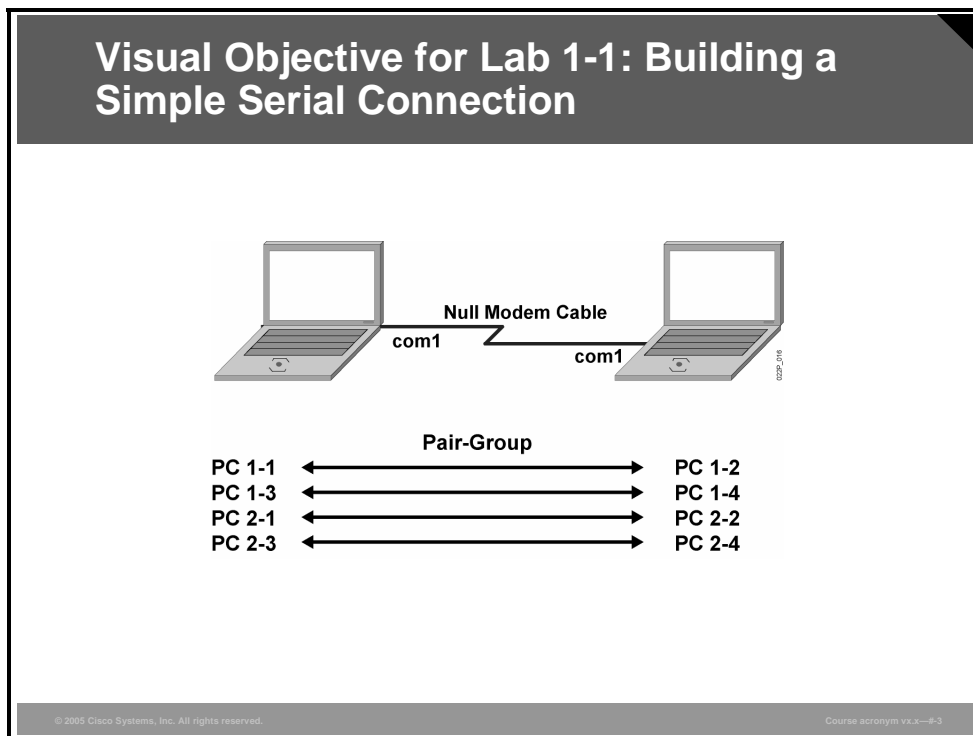 Visual Objective for Lab 1-1: Building a
Simple Serial Connection
Null Modem Cable
com1
com1
022P_016
Pair-Group
PC 1-1 PC 1-2
PC 1-3 PC 1-4
PC 2-1 PC 2-2
PC 2-3 PC 2-4
© 2005 Cisco Systems, Inc. All rights reserved. Course acronym vx.x—#-3